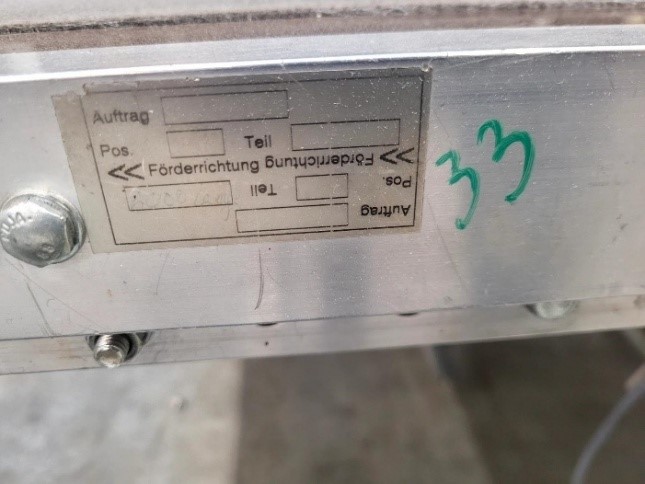 Auftrag
Pos. Teil
<< Förderrichtung Förderrichtung >>
Teil Pos.
Auftrag
33